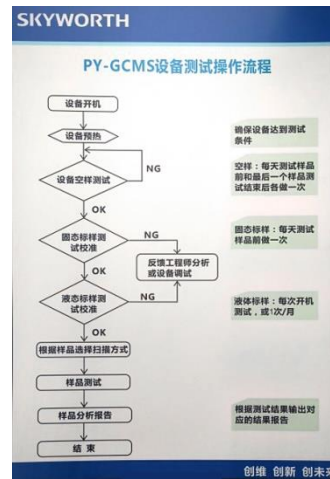 SKYWORTH
PY-GCMS设备测试操作流程
设备开机
设备预热
确保设备达到测试
条件
设备空样测试
NG
空样：每天测试样品
前和最后一个样品测
试结束后各做一次
OK
固态标样测
试校准
NG
固态标样：每天测试
样品前做一次
反馈工程师分析
或设备调试
OK
液态标样测
试校准
NG
液体标样：每次开机
测试，或1次/月
OK
根据样品选择扫描方式
样品测试
样品分析报告
根据测试结果输出对
应的结果报告
结 束
创维 创新 创未来